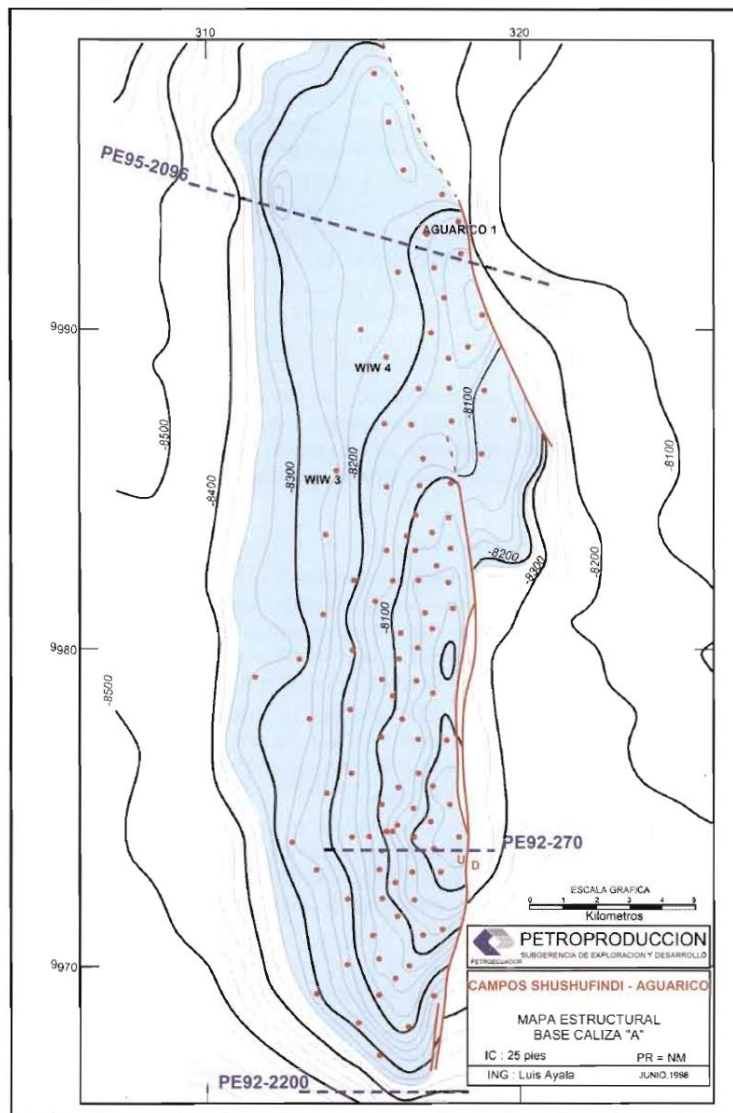 310
320
PE95-2096
AGUARICO 1
9990
WIW 4
-8100
-8500
-8100
-8200
-8300
WIW 3
-8400
-8200
-8200
-8300
-8100
9980
-8500
PE92-270
U D
ESCALA GRAFICA
0 1 2 3 4 5
Kilometros
PETROPRODUCCION
SUBGERENCIA DE EXPLORACION Y DESARROLLO
PETROECUADOR
9970
CAMPOS SHUSHUFINDI - AGUARICO
MAPA ESTRUCTURAL
BASE CALIZA "A"
IC : 25 pies PR = NM
ING : Luis Ayala JUNIO.1998
PE92-2200